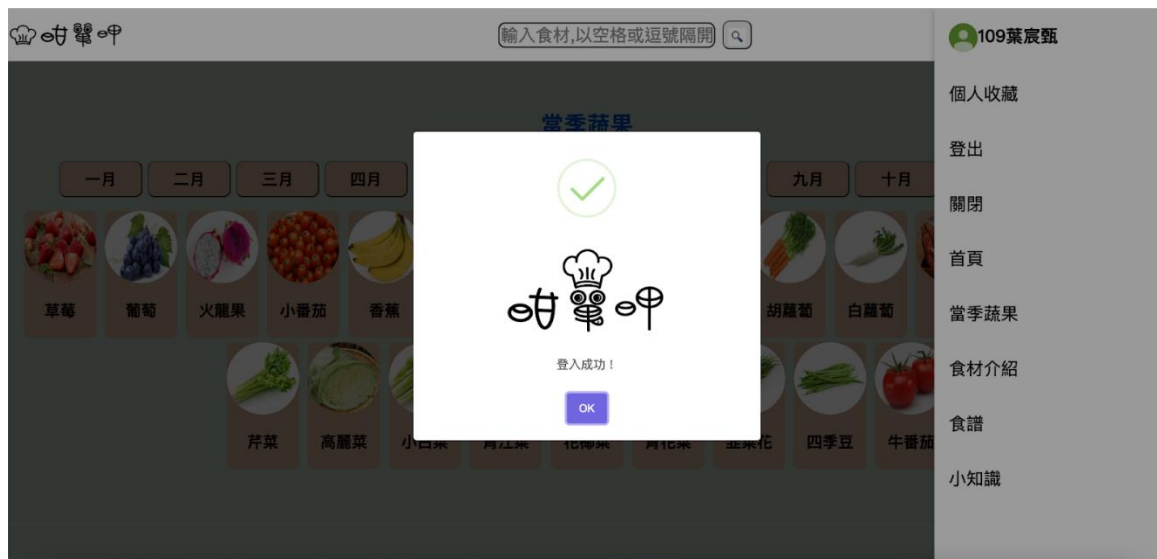 咁單呷
輸入食材,以空格或逗號隔開
109葉宸甄
個人收藏
登出
關閉
首頁
當季蔬果
食材介紹
食譜
小知識
當季蔬果
一月 二月 三月 四月 九月 十月
草莓 葡萄 火龍果 小番茄 香蕉 胡蘿蔔 白蘿蔔
芹菜 高麗菜 小白菜 青江菜 花椰菜 青花菜 韭菜花 四季豆 牛番茄
咁單呷
登入成功！
OK